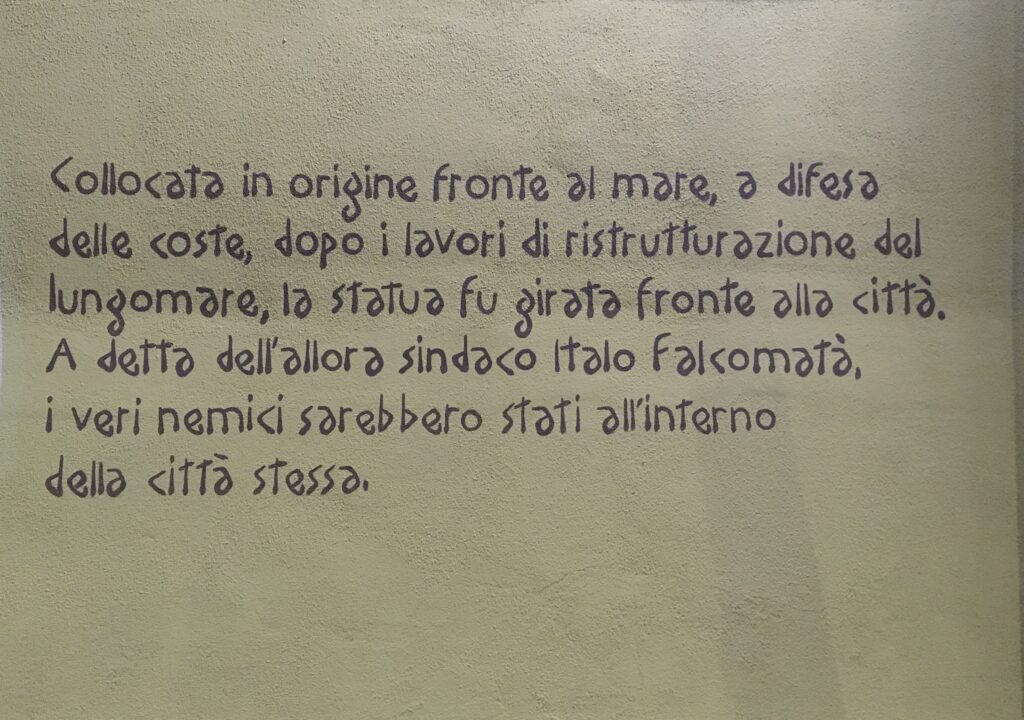 Collocata in origine fronte al mare, a difesa
delle coste, dopo i lavori di ristrutturazione del
lungomare, la statua fu girata fronte alla città.
A detta dell'allora sindaco Italo Falcomatà,
i veri nemici sarebbero stati all'interno
della città stessa.